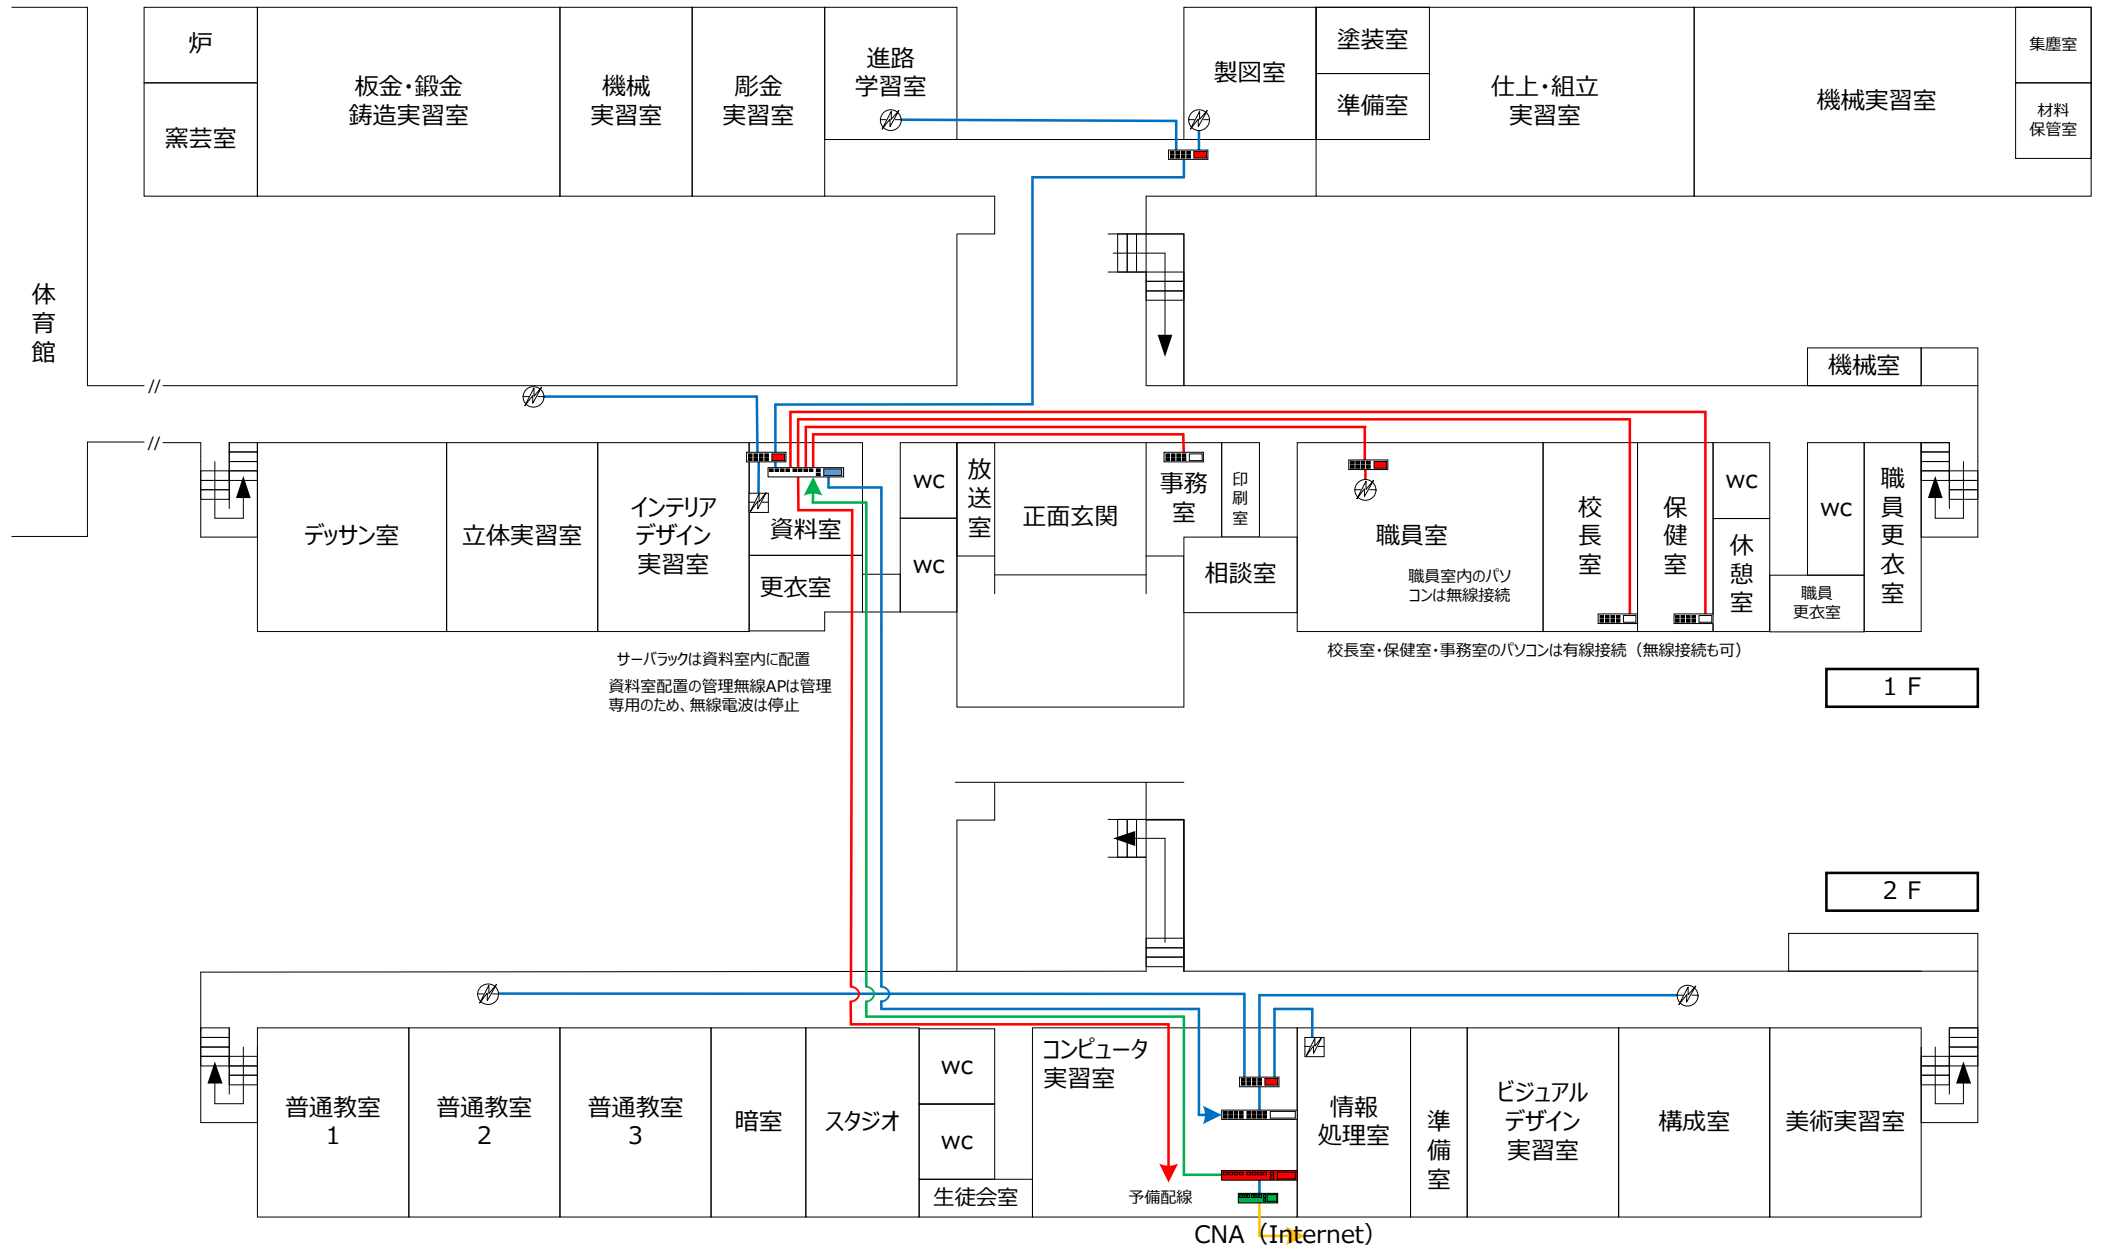 炉
窯芸室
板金・鍛金
鋳造実習室
機械
実習室
彫金
実習室
進路
学習室
製図室
塗装室
準備室
仕上・組立
実習室
機械実習室
集塵室
材料
保管室
体
育
館
//
//
機械室
デッサン室
立体実習室
インテリア
デザイン
実習室
資料室
更衣室
WC
WC
放
送
室
正面玄関
事務
室
印
刷
室
相談室
職員室
職員室内のパソ
コンは無線接続
校
長
室
保
健
室
WC
休
憩
室
WC
職員
更衣室
職
員
更
衣
室
サーバラックは資料室内に配置
資料室配置の管理無線APは管理
専用のため、無線電波は停止
校長室・保健室・事務室のパソコンは有線接続（無線接続も可）
1 F
2 F
普通教室
1
普通教室
2
普通教室
3
暗室
スタジオ
WC
WC
生徒会室
コンピュータ
実習室
予備配線
情報
処理室
準
備
室
ビジュアル
デザイン
実習室
構成室
美術実習室
CNA（Internet）